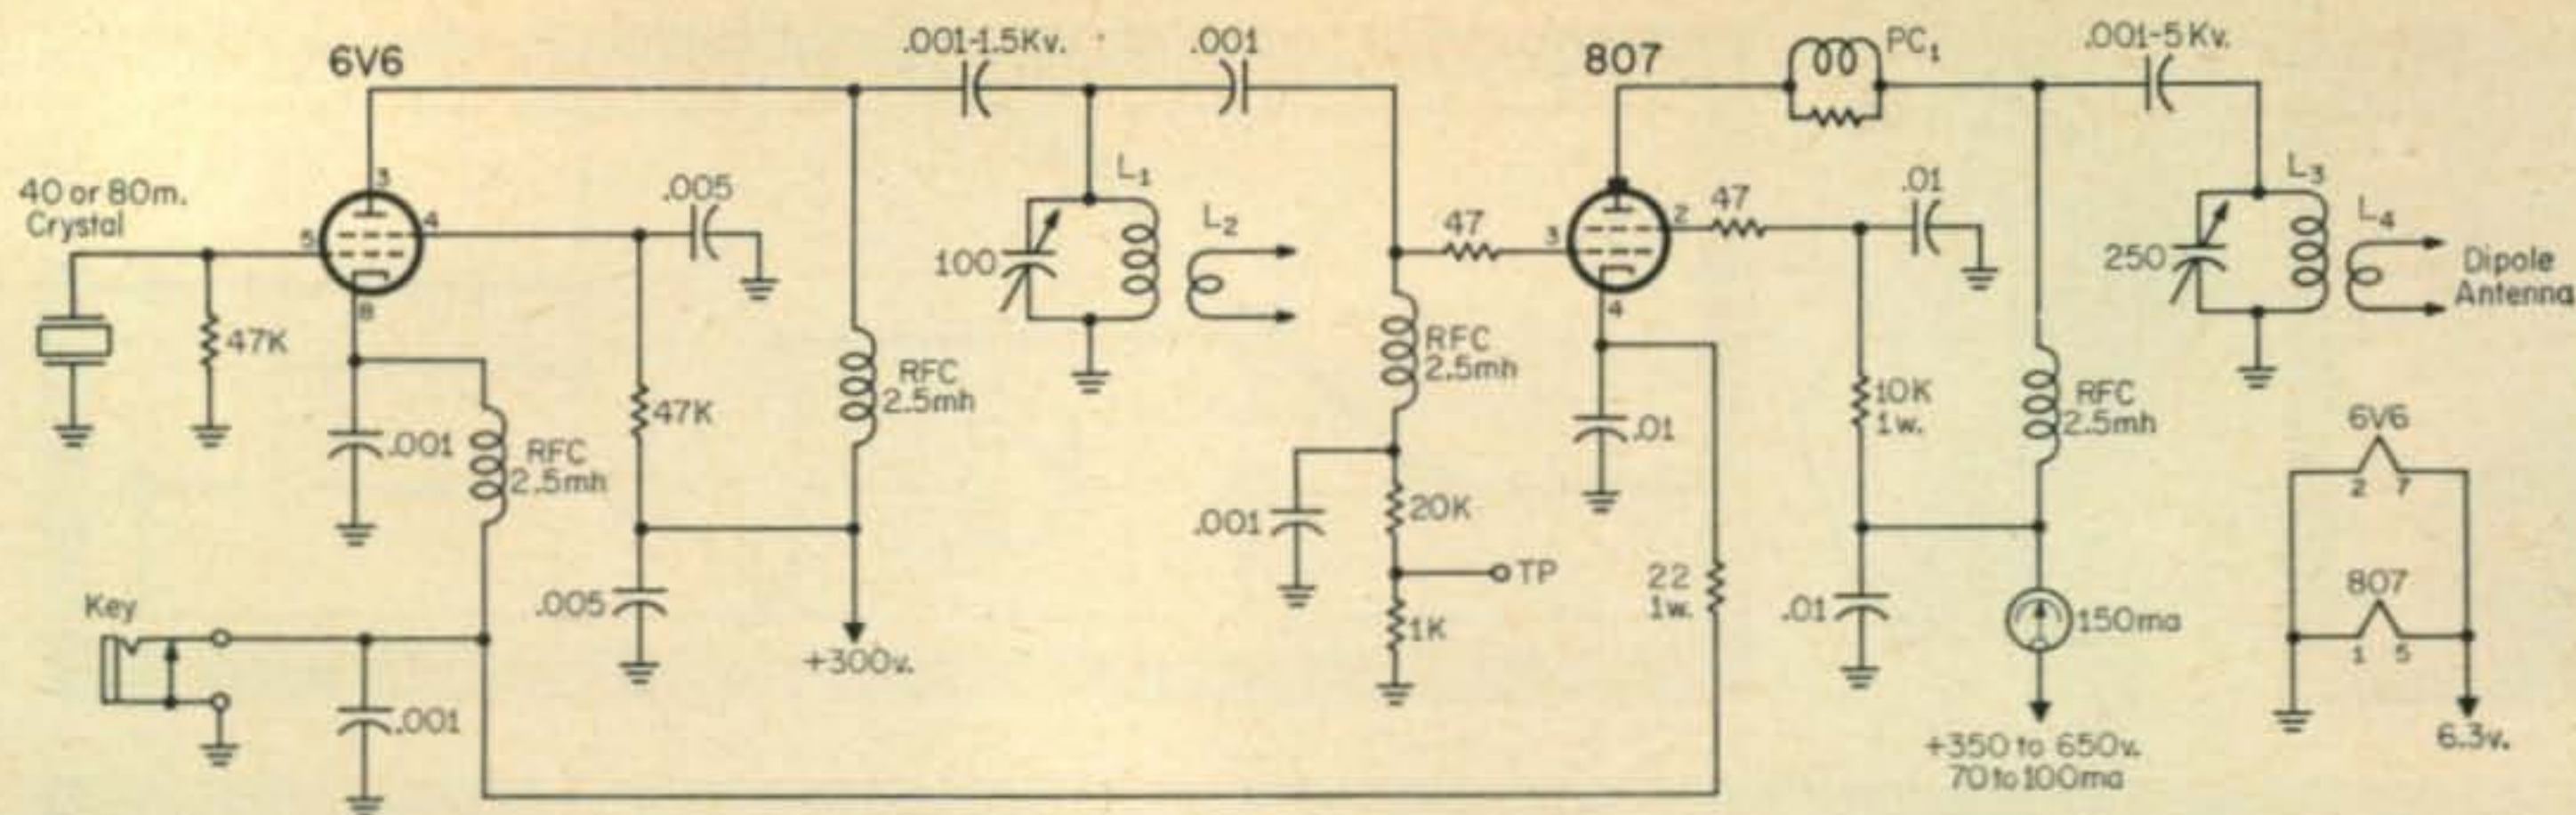 6V6
.001-1.5Kv.
.001
807
PC1
.001-5Kv.
40 or 80m.
Crystal
3
4
5
8
.005
47K
.001
RFC
2.5mh
47K
.005
RFC
2.5mh
+300v.
100
L1
L2
Key
.001
47
3
2
4
47
.01
RFC
2.5mh
.001
20K
TP
1K
.01
22
1w.
10K
1w.
.01
RFC
2.5mh
150ma
+350 to 650v.
70 to 100ma
250
L3
L4
Dipole
Antenna
6V6
2 7
807
1 5
6.3v.